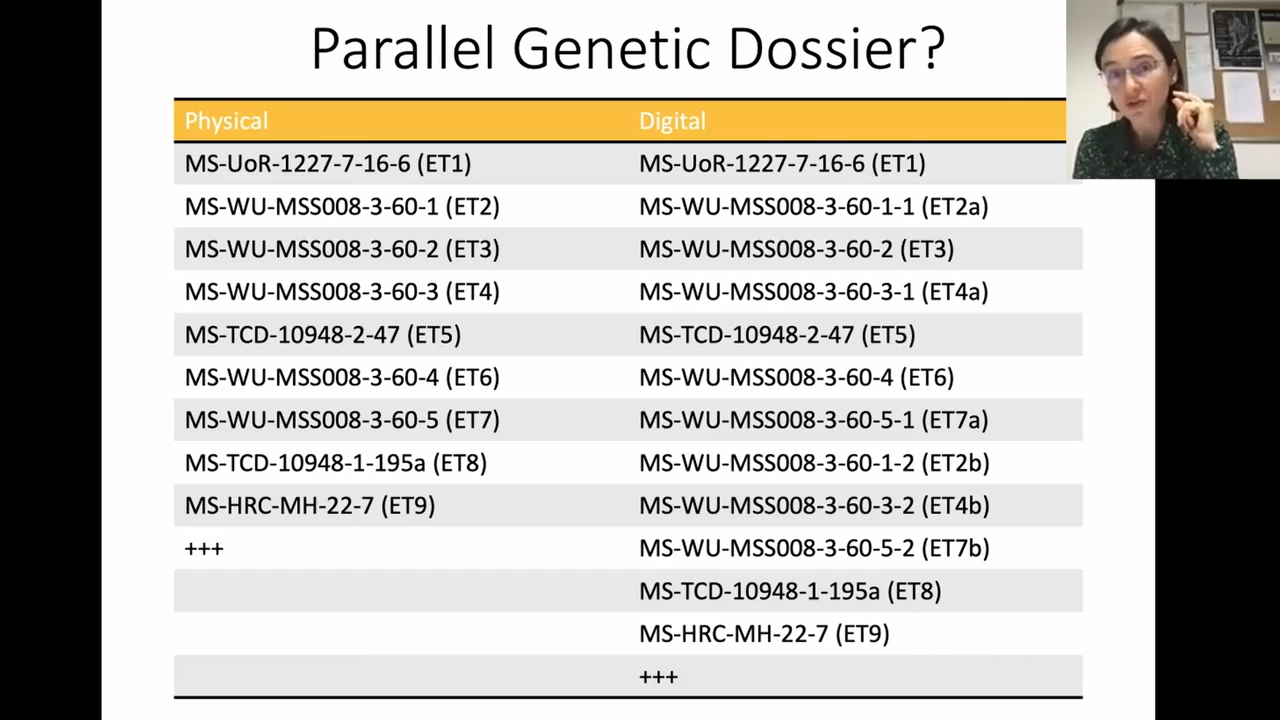 Parallel Genetic Dossier?
Physical Digital
MS-UoR-1227-7-16-6 (ET1) MS-UoR-1227-7-16-6 (ET1)
MS-WU-MSS008-3-60-1 (ET2) MS-WU-MSS008-3-60-1-1 (ET2a)
MS-WU-MSS008-3-60-2 (ET3) MS-WU-MSS008-3-60-2 (ET3)
MS-WU-MSS008-3-60-3 (ET4) MS-WU-MSS008-3-60-3-1 (ET4a)
MS-TCD-10948-2-47 (ET5) MS-TCD-10948-2-47 (ET5)
MS-WU-MSS008-3-60-4 (ET6) MS-WU-MSS008-3-60-4 (ET6)
MS-WU-MSS008-3-60-5 (ET7) MS-WU-MSS008-3-60-5-1 (ET7a)
MS-TCD-10948-1-195a (ET8) MS-WU-MSS008-3-60-1-2 (ET2b)
MS-HRC-MH-22-7 (ET9) MS-WU-MSS008-3-60-3-2 (ET4b)
+++ MS-WU-MSS008-3-60-5-2 (ET7b)
MS-TCD-10948-1-195a (ET8)
MS-HRC-MH-22-7 (ET9)
+++